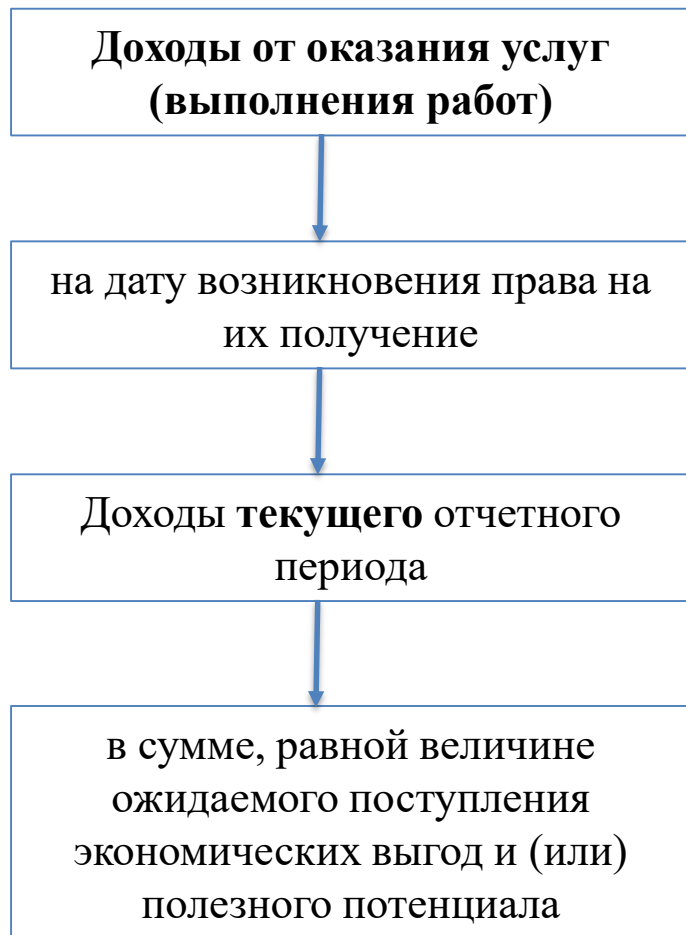 Доходы от оказания услуг
(выполнения работ)
на дату возникновения права на
их получение
Доходы текущего отчетного
периода
в сумме, равной величине
ожидаемого поступления
экономических выгод и (или)
полезного потенциала